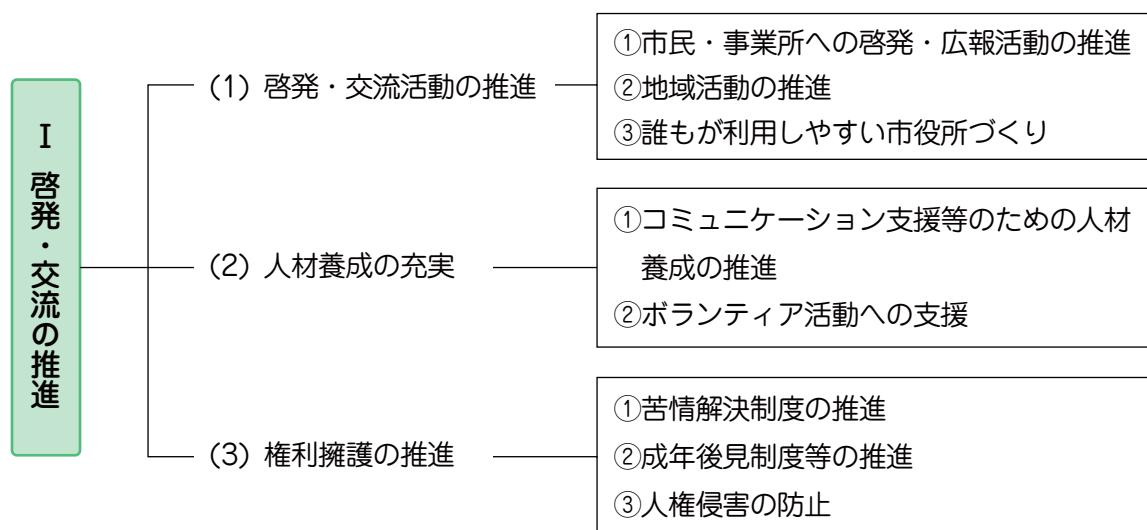 Ⅰ 啓発・交流の推進
(1) 啓発・交流活動の推進
①市民・事業所への啓発・広報活動の推進
②地域活動の推進
③誰もが利用しやすい市役所づくり
(2) 人材養成の充実
①コミュニケーション支援等のための人材
養成の推進
②ボランティア活動への支援
(3) 権利擁護の推進
①苦情解決制度の推進
②成年後見制度等の推進
③人権侵害の防止